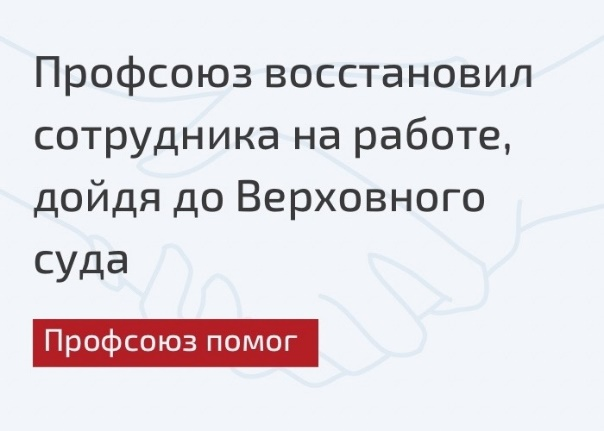 Профсоюз восстановил
сотрудника на работе,
дойдя до Верховного
суда
Профсоюз помог